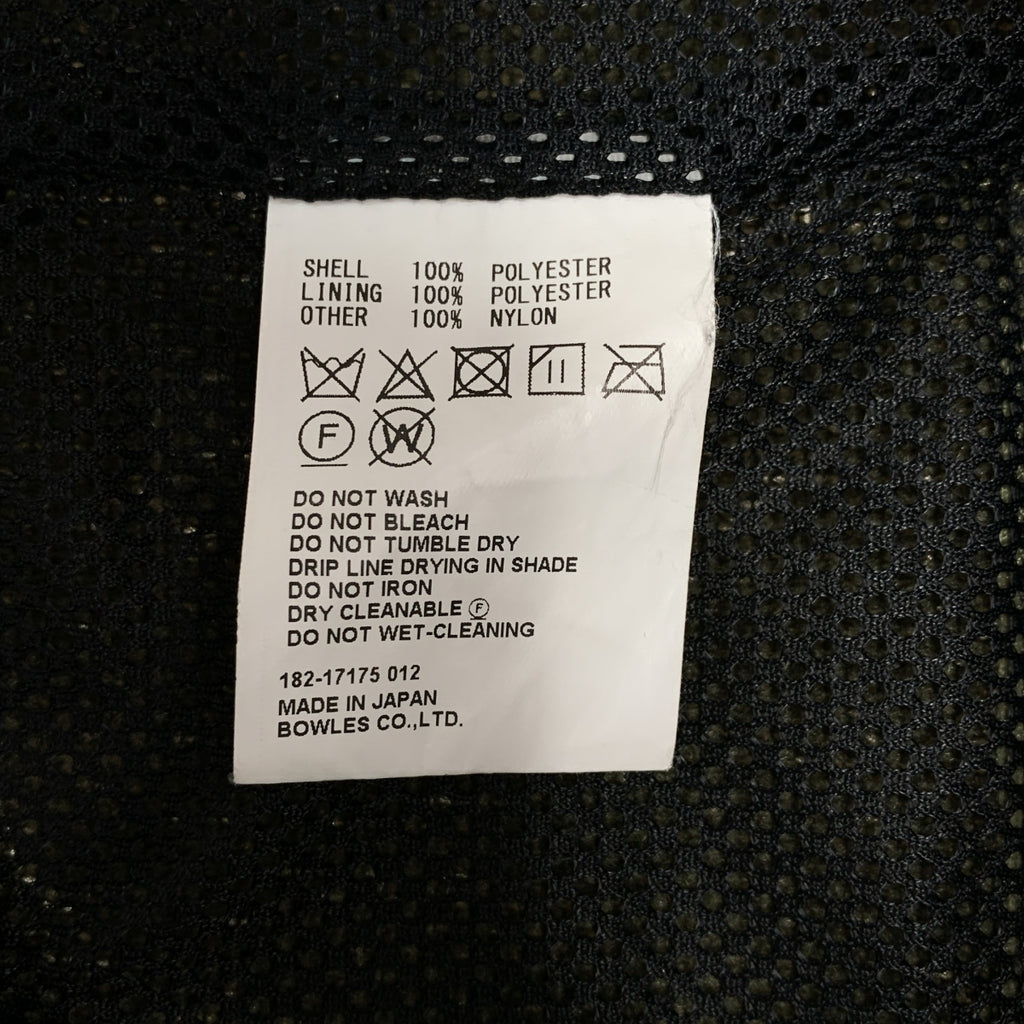 SHELL 100% POLYESTER
LINING 100% POLYESTER
OTHER 100% NYLON
F W
DO NOT WASH
DO NOT BLEACH
DO NOT TUMBLE DRY
DRIP LINE DRYING IN SHADE
DO NOT IRON
DRY CLEANABLE Ⓕ
DO NOT WET-CLEANING
182-17175 012
MADE IN JAPAN
BOWLES CO.,LTD.